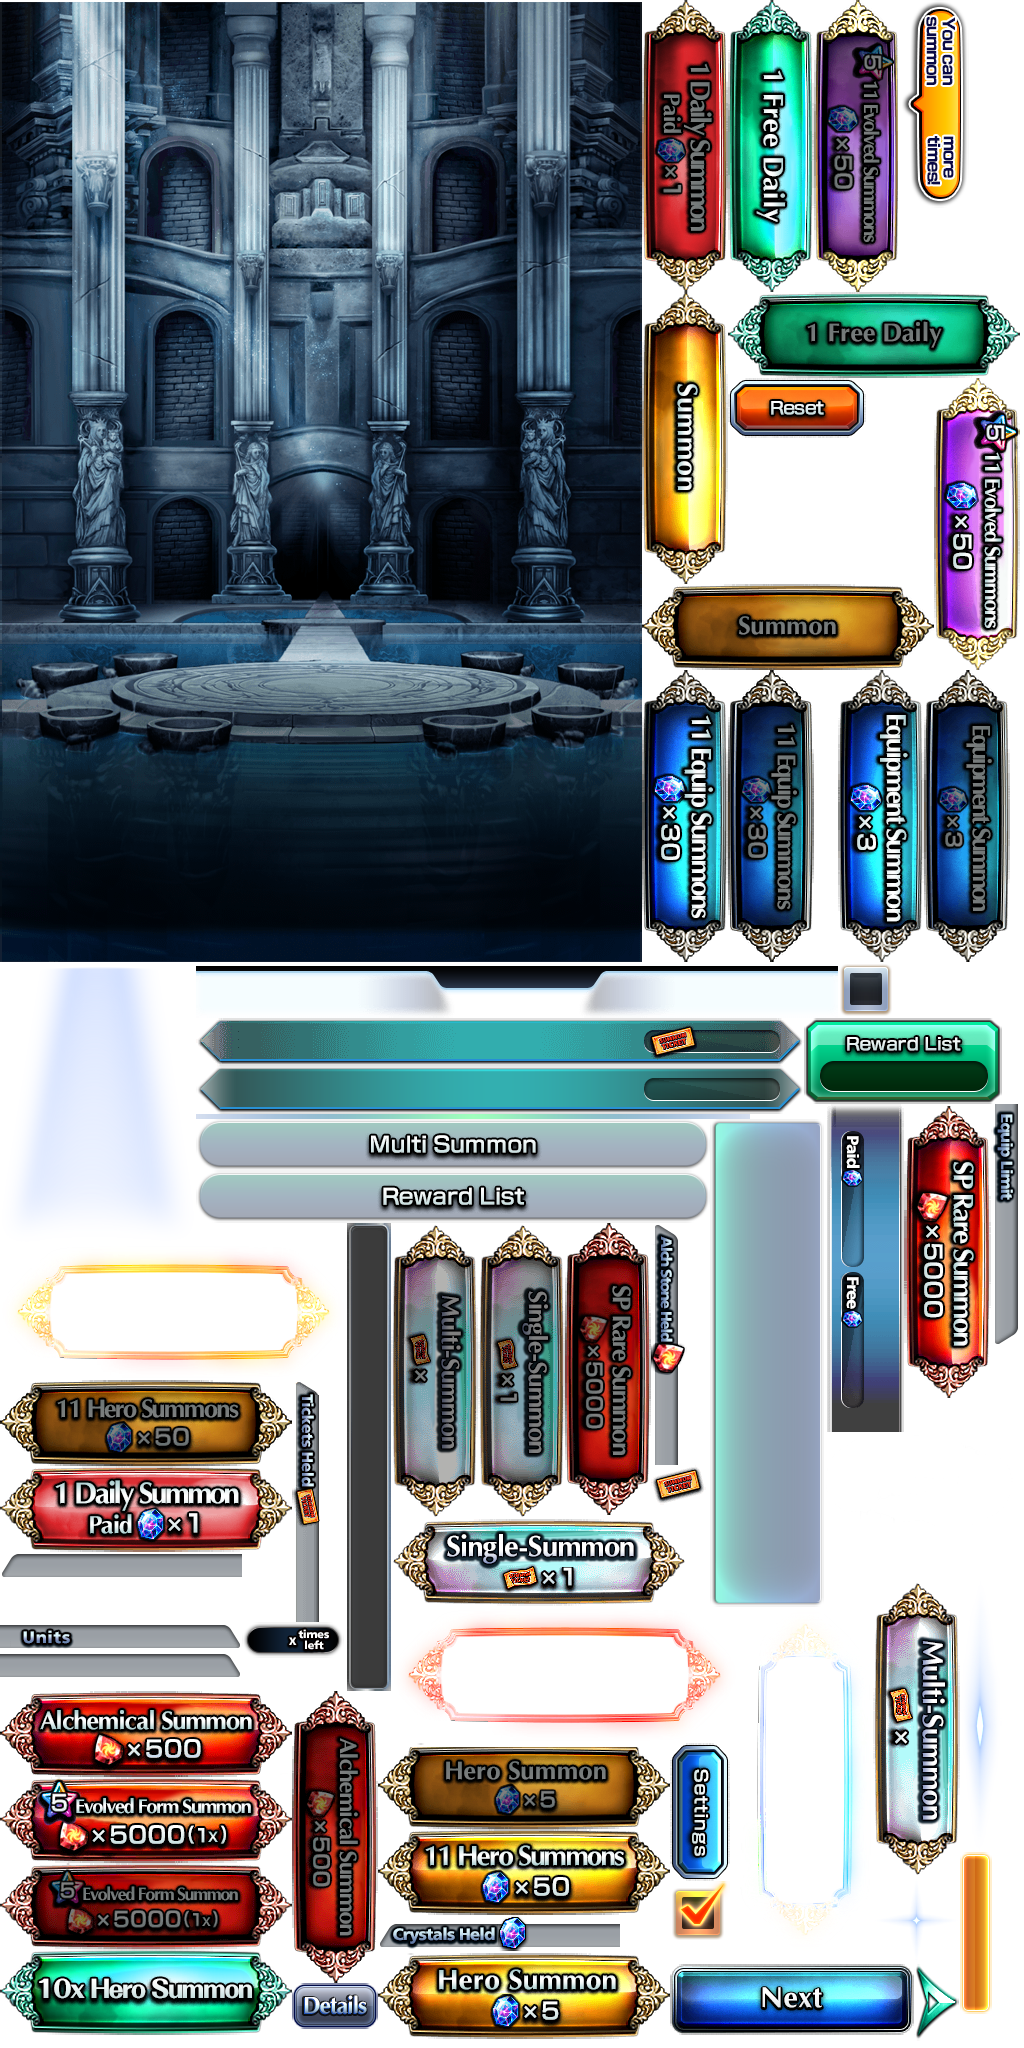 1 Daily Summon
Paid ×1
1 Free Daily
5 11 Evolved Summons
×50
You can
summon more
times!
1 Free Daily
Summon
Reset
5 11 Evolved Summons
×50
Summon
11 Equip Summons
×30
11 Equip Summons
×30
Equipment Summon
×3
Equipment Summon
×3
SUMMON
TICKET
Reward List
Multi Summon
Reward List
Paid
Free
SP Rare Summon
×5000
Equip Limit
Multi-Summon
×
Single-Summon
×1
SP Rare Summon
×5000
Alch Stone Held
11 Hero Summons
×50
Tickets Held
1 Daily Summon
Paid ×1
SUMMON
TICKET
Single-Summon
×1
Units
x times
left
Multi-Summon
×
Alchemical Summon
×500
Alchemical Summon
×500
Hero Summon
×5
Settings
5 Evolved Form Summon
×5000(1x)
11 Hero Summons
×50
5 Evolved Form Summon
×5000(1x)
Crystals Held
10x Hero Summon
Details
Hero Summon
×5
Next